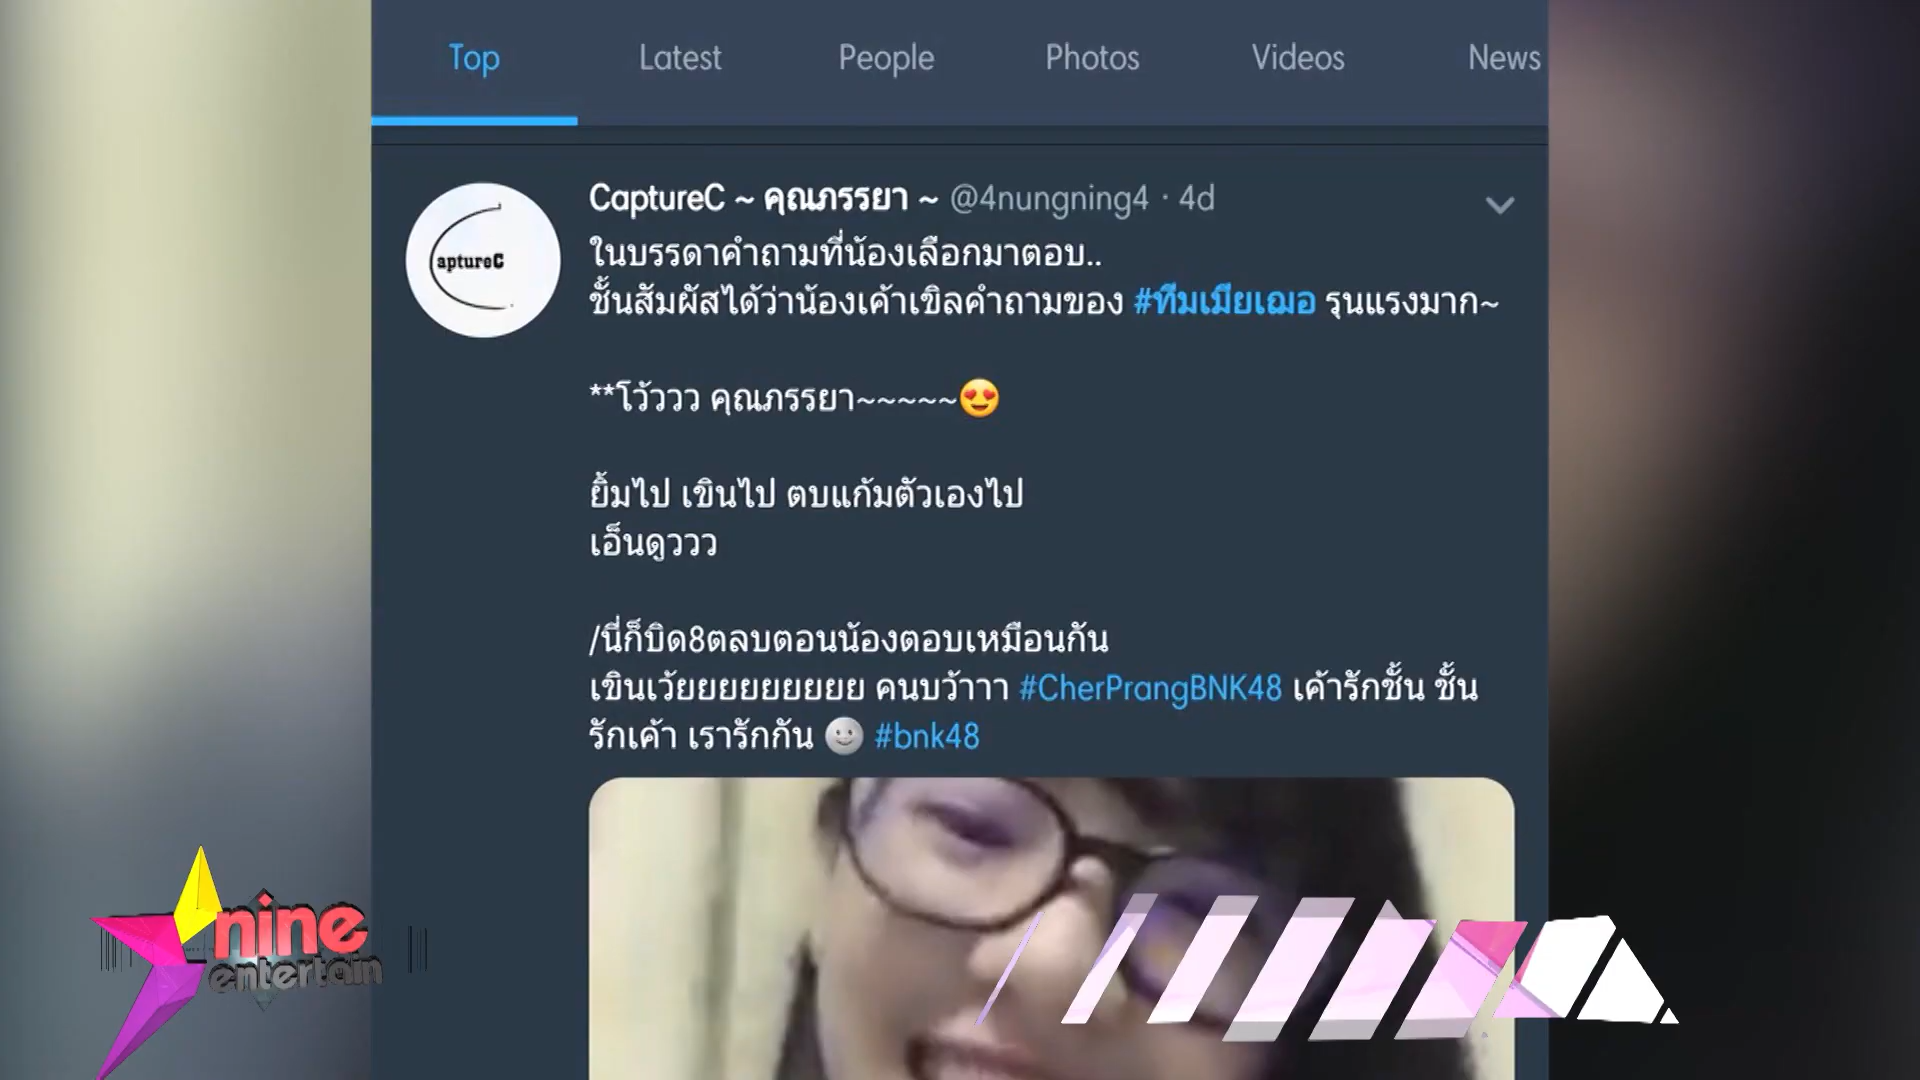 Top Latest People Photos Videos News
CaptureC ~ คุณภรรยา ~ @4nungning4 · 4d
aptureC
ในบรรดาคำถามที่น้องเลือกมาตอบ..
ชั้นสัมผัสได้ว่าน้องเค้าเขิลคำถามของ #ทีมเมียเฌอ รุนแรงมาก~
**โว้ววว คุณภรรยา~~~~~😍
ยิ้มไป เขินไป ตบแก้มตัวเองไป
เอ็นดูววว
/นี่ก็บิด8ตลบตอนน้องตอบเหมือนกัน
เขินเว้ยยยยยยยยย คนบว้าาา #CherPrangBNK48 เค้ารักชั้น ชั้น
รักเค้า เรารักกัน 🌝 #bnk48
nine
entertain